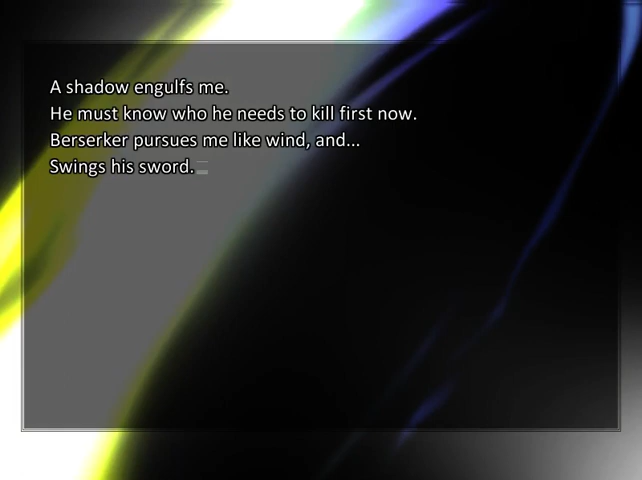 A shadow engulfs me.
He must know who he needs to kill first now.
Berserker pursues me like wind, and...
Swings his sword.